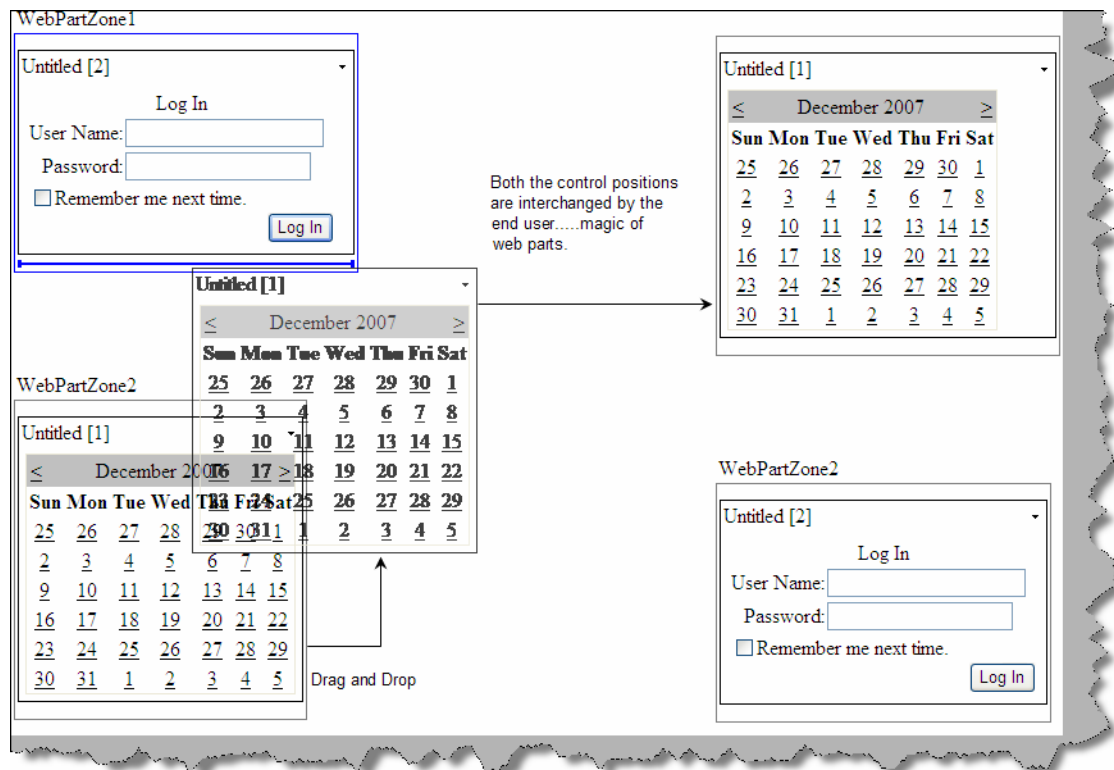 WebPartZone1
Untitled [2]
Log In
User Name:
Password:
Remember me next time.
Log In
Untitled [1]
< December 2007 >
Sun Mon Tue Wed Thu Fri Sat
25 26 27 28 29 30 1
2 3 4 5 6 7 8
9 10 11 12 13 14 15
16 17 18 19 20 21 22
23 24 25 26 27 28 29
30 31 1 2 3 4 5
WebPartZone2
Untitled [1]
< December 2007 >
Sun Mon Tue Wed Thu Fri Sat
25 26 27 28 29 30 1
2 3 4 5 6 7 8
9 10 11 12 13 14 15
16 17 18 19 20 21 22
23 24 25 26 27 28 29
30 31 1 2 3 4 5
Drag and Drop
Both the control positions
are interchanged by the
end user.....magic of
web parts.
Untitled [1]
< December 2007 >
Sun Mon Tue Wed Thu Fri Sat
25 26 27 28 29 30 1
2 3 4 5 6 7 8
9 10 11 12 13 14 15
16 17 18 19 20 21 22
23 24 25 26 27 28 29
30 31 1 2 3 4 5
WebPartZone2
Untitled [2]
Log In
User Name:
Password:
Remember me next time.
Log In